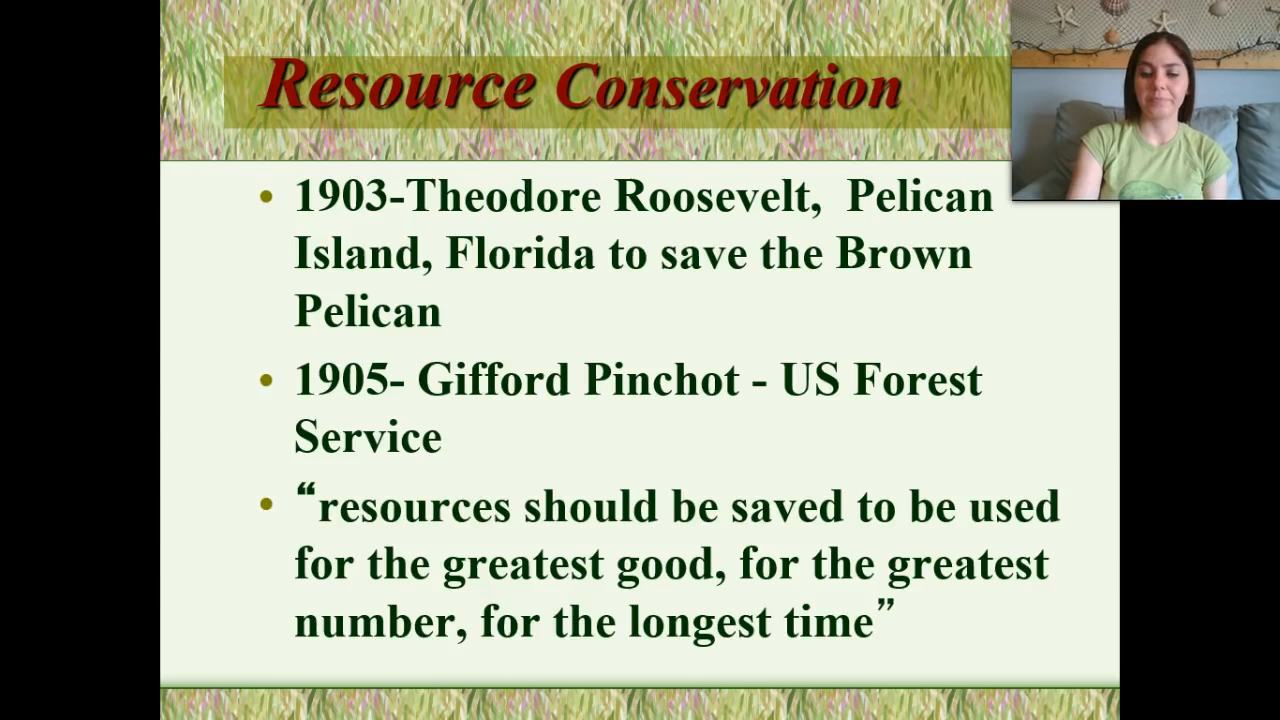 Resource Conservation
• 1903-Theodore Roosevelt, Pelican
Island, Florida to save the Brown
Pelican
• 1905- Gifford Pinchot - US Forest
Service
• “resources should be saved to be used
for the greatest good, for the greatest
number, for the longest time”